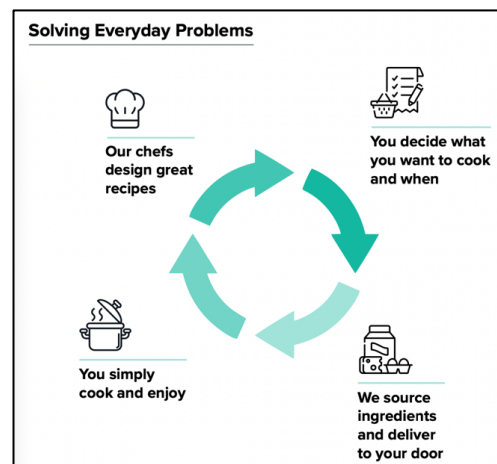 Solving Everyday Problems
Our chefs
design great
recipes
You decide what
you want to cook
and when
You simply
cook and enjoy
We source
ingredients
and deliver
to your door